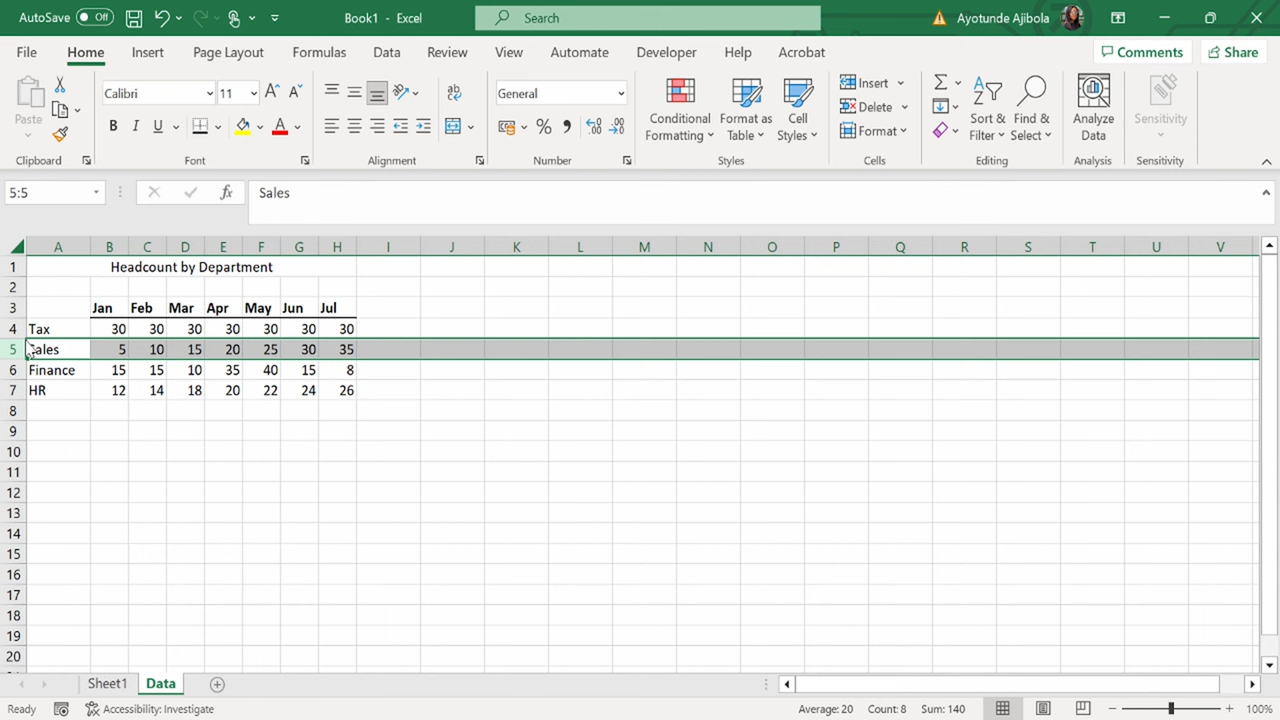 AutoSave Off Book1 - Excel Search Ayotunde Ajibola
File Home Insert Page Layout Formulas Data Review View Automate Developer Help Acrobat Comments Share
Calibri 11 General Insert
Paste B I U Conditional Formatting Format as Table Cell Styles Delete Sort & Filter Find & Select Analyze Data Sensitivity
Format
Clipboard Font Alignment Number Styles Cells Editing Analysis Sensitivity
5:5 fx Sales
A B C D E F G H I J K L M N O P Q R S T U V
1 Headcount by Department
2
3 Jan Feb Mar Apr May Jun Jul
4 Tax 30 30 30 30 30 30 30
5 Sales 5 10 15 20 25 30 35
6 Finance 15 15 10 35 40 15 8
7 HR 12 14 18 20 22 24 26
8
9
10
11
12
13
14
15
16
17
18
19
20
Sheet1 Data
Ready Accessibility: Investigate Average: 20 Count: 8 Sum: 140 100%